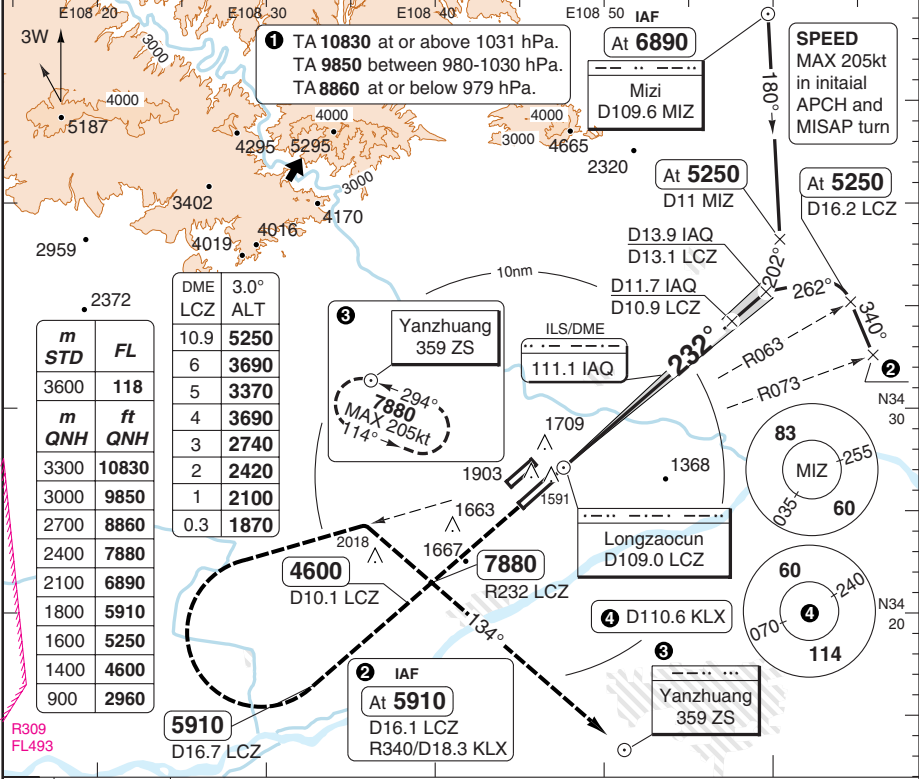 E108 20
E108 30
E108 40
E108 50
3W
3000
4000
5187
4295
5295
4000
3000
4170
3402
4016
4019
2959
2372
4000
3000
4665
2320
❶ TA 10830 at or above 1031 hPa.
TA 9850 between 980-1030 hPa.
TA 8860 at or below 979 hPa.
IAF
At 6890
Mizi
D109.6 MIZ
180°
SPEED
MAX 205kt
in initaial
APCH and
MISAP turn
At 5250
D11 MIZ
At 5250
D16.2 LCZ
D13.9 IAQ
D13.1 LCZ
D11.7 IAQ
D10.9 LCZ
202°
262°
340°
❷
R063
R073
232°
10nm
ILS/DME
111.1 IAQ
N34
30
N34
20
DME LCZ 3.0° ALT
10.9 5250
6 3690
5 3370
4 3690
3 2740
2 2420
1 2100
0.3 1870
m STD FL
3600 118
m QNH ft QNH
3300 10830
3000 9850
2700 8860
2400 7880
2100 6890
1800 5910
1600 5250
1400 4600
900 2960
❸
Yanzhuang
359 ZS
294°
7880
MAX 205kt
114°
1709
1903
1591
1368
1663
2018
1667
83
MIZ
255
035
60
60
240
❹
070
114
Longzaocun
D109.0 LCZ
4600
D10.1 LCZ
7880
R232 LCZ
134°
❹ D110.6 KLX
❸
Yanzhuang
359 ZS
❷ IAF
At 5910
D16.1 LCZ
R340/D18.3 KLX
5910
D16.7 LCZ
R309
FL493